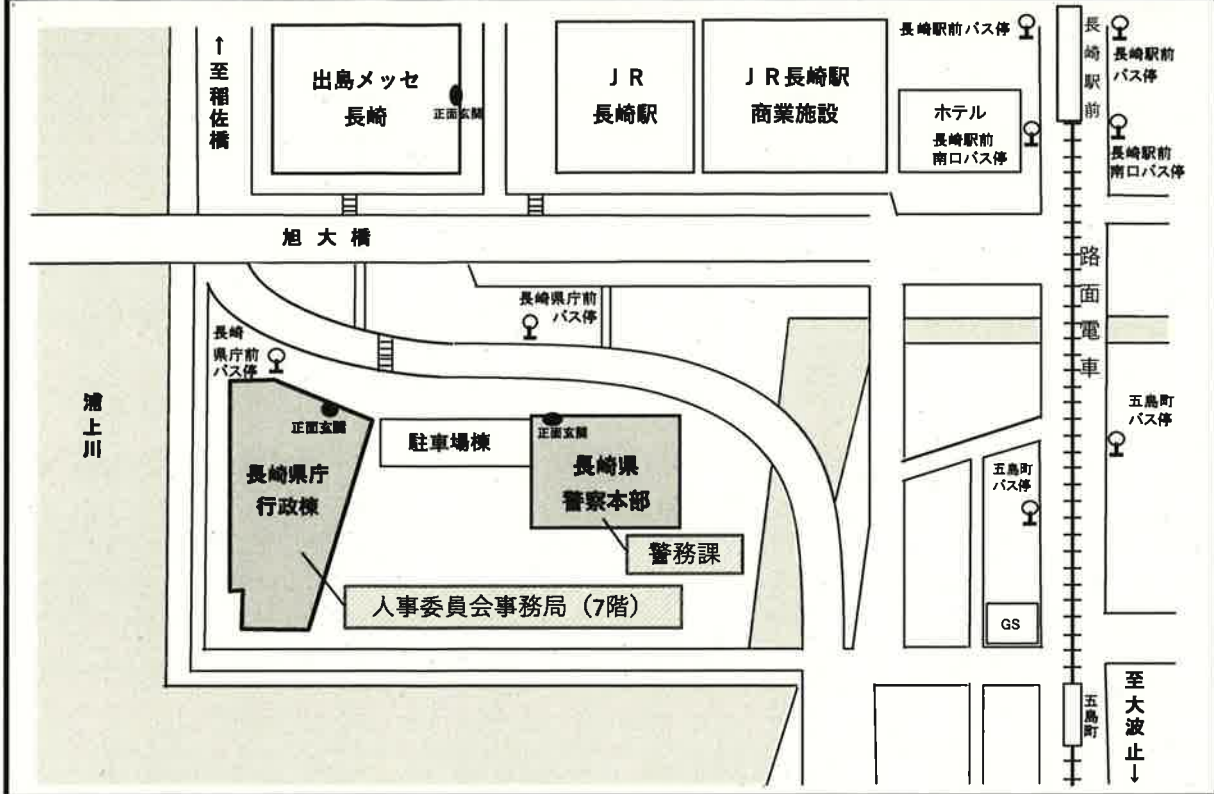 ↑至稲佐橋
出島メッセ
長崎
正面玄関
ＪＲ
長崎駅
ＪＲ長崎駅
商業施設
長崎駅前バス停
ホテル
長崎駅前
南口バス停
長崎駅前
長崎駅前
バス停
長崎駅前
南口バス停
旭大橋
路面電車
長崎県庁前
バス停
長崎
県庁前
バス停
浦上川
正面玄関
長崎県庁
行政棟
駐車場棟
正面玄関
長崎県
警察本部
警務課
人事委員会事務局（7階）
五島町
バス停
五島町
バス停
GS
五島町
至大波止↓